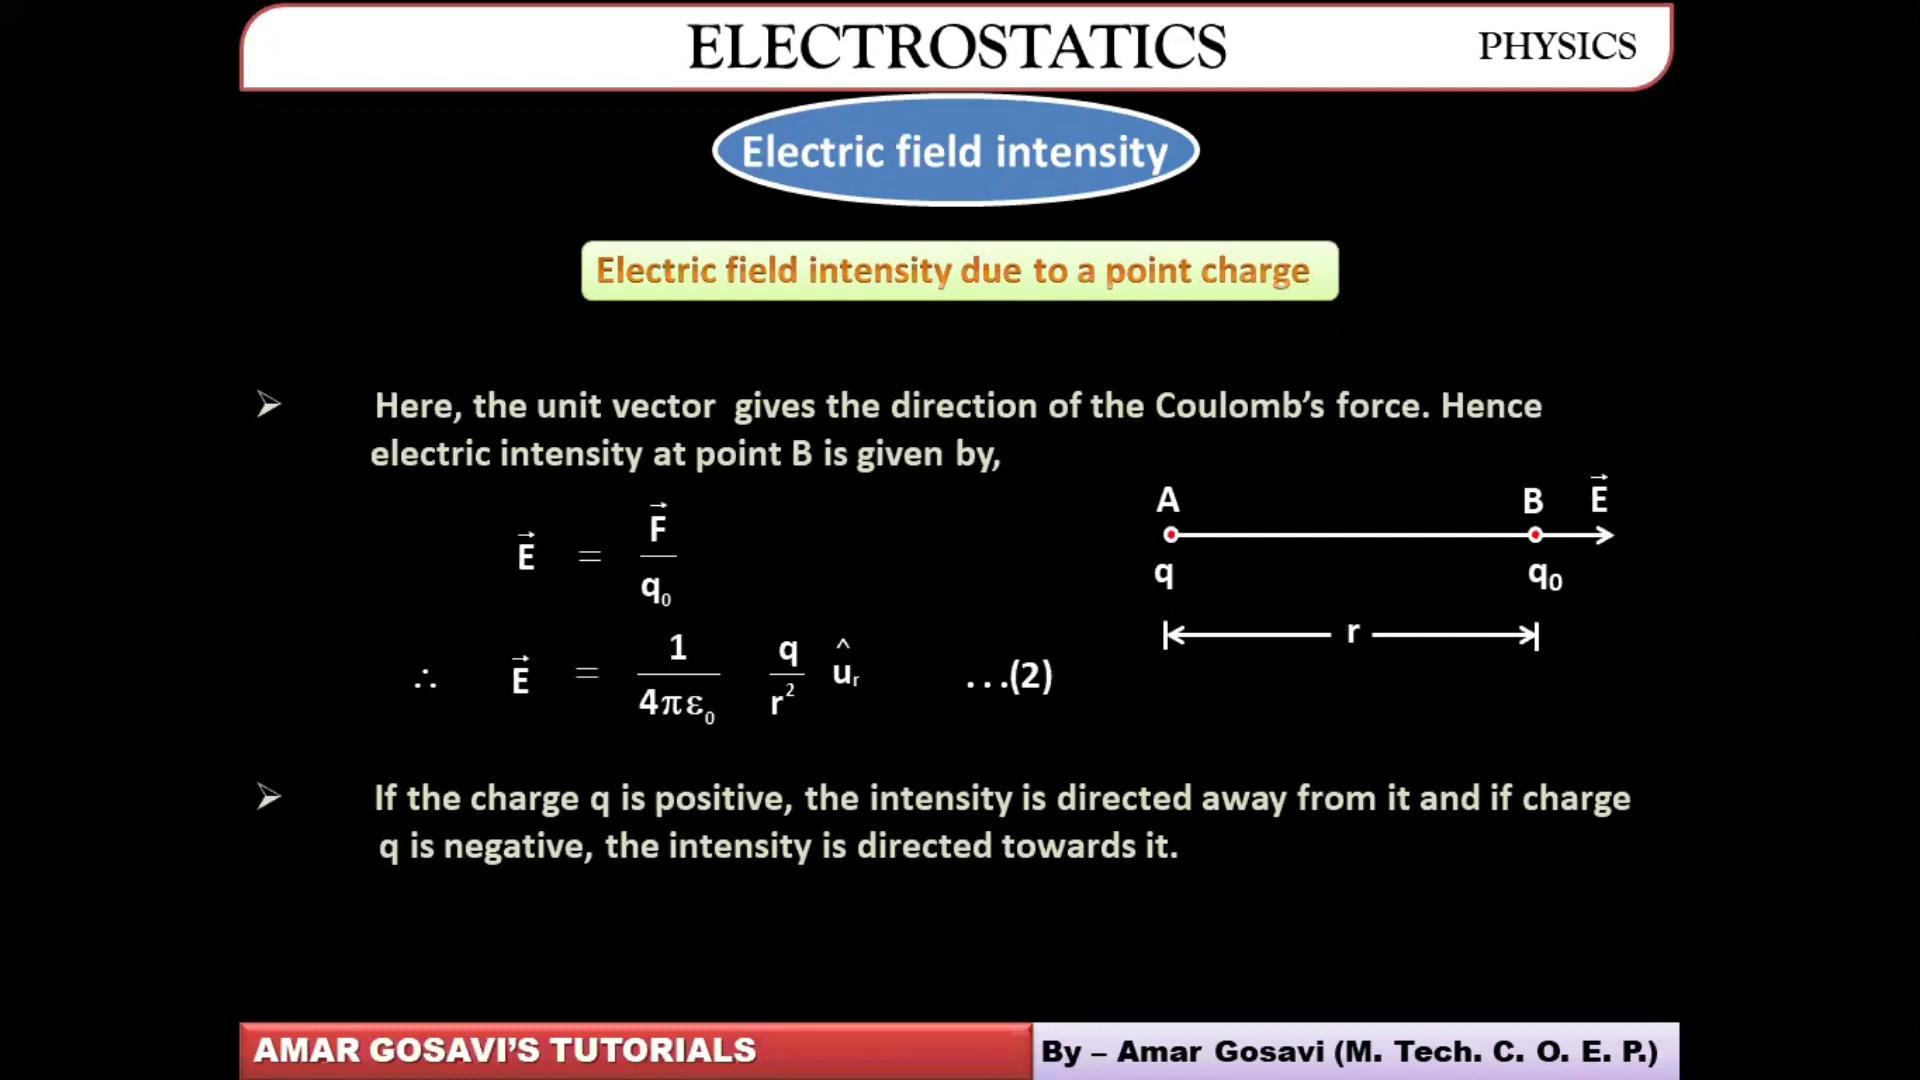 ELECTROSTATICS
PHYSICS
Electric field intensity
Electric field intensity due to a point charge
➢ Here, the unit vector gives the direction of the Coulomb’s force. Hence
electric intensity at point B is given by,
A B E⃗
q q₀
r
E⃗ = F⃗ / q₀
∴ E⃗ = 1 / 4πε₀ q / r² ûᵣ ...(2)
➢ If the charge q is positive, the intensity is directed away from it and if charge
q is negative, the intensity is directed towards it.
AMAR GOSAVI’S TUTORIALS
By – Amar Gosavi (M. Tech. C. O. E. P.)